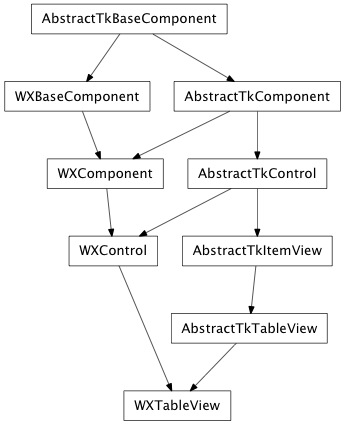 AbstractTkBaseComponent
WXBaseComponent
AbstractTkComponent
WXComponent
AbstractTkControl
WXControl
AbstractTkItemView
AbstractTkTableView
WXTableView